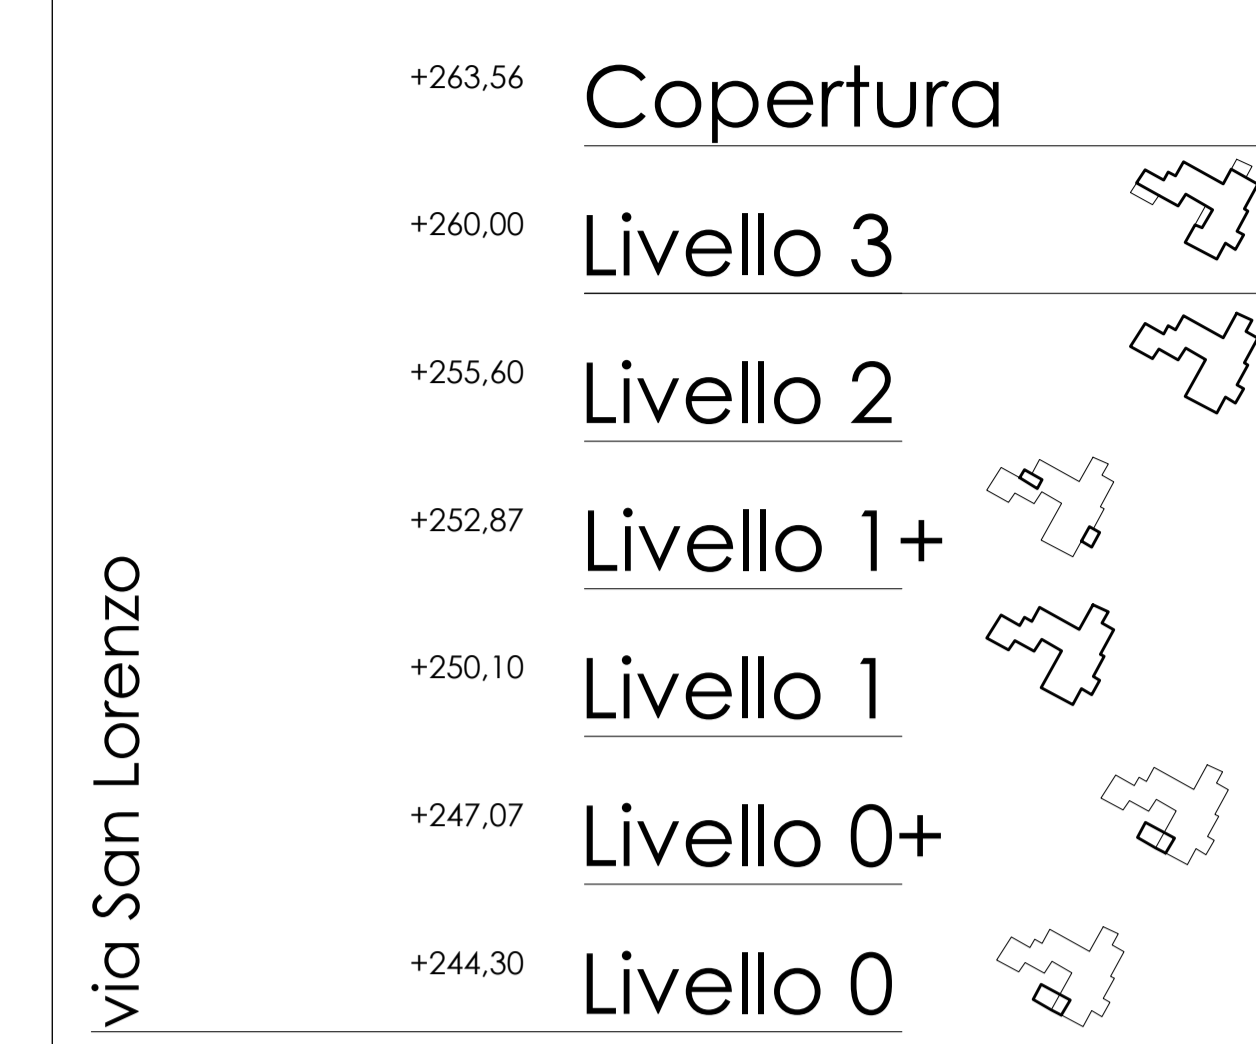 +263,56 Copertura
+260,00 Livello 3
+255,60 Livello 2
+252,87 Livello 1+
+250,10 Livello 1
+247,07 Livello 0+
+244,30 Livello 0
via San Lorenzo